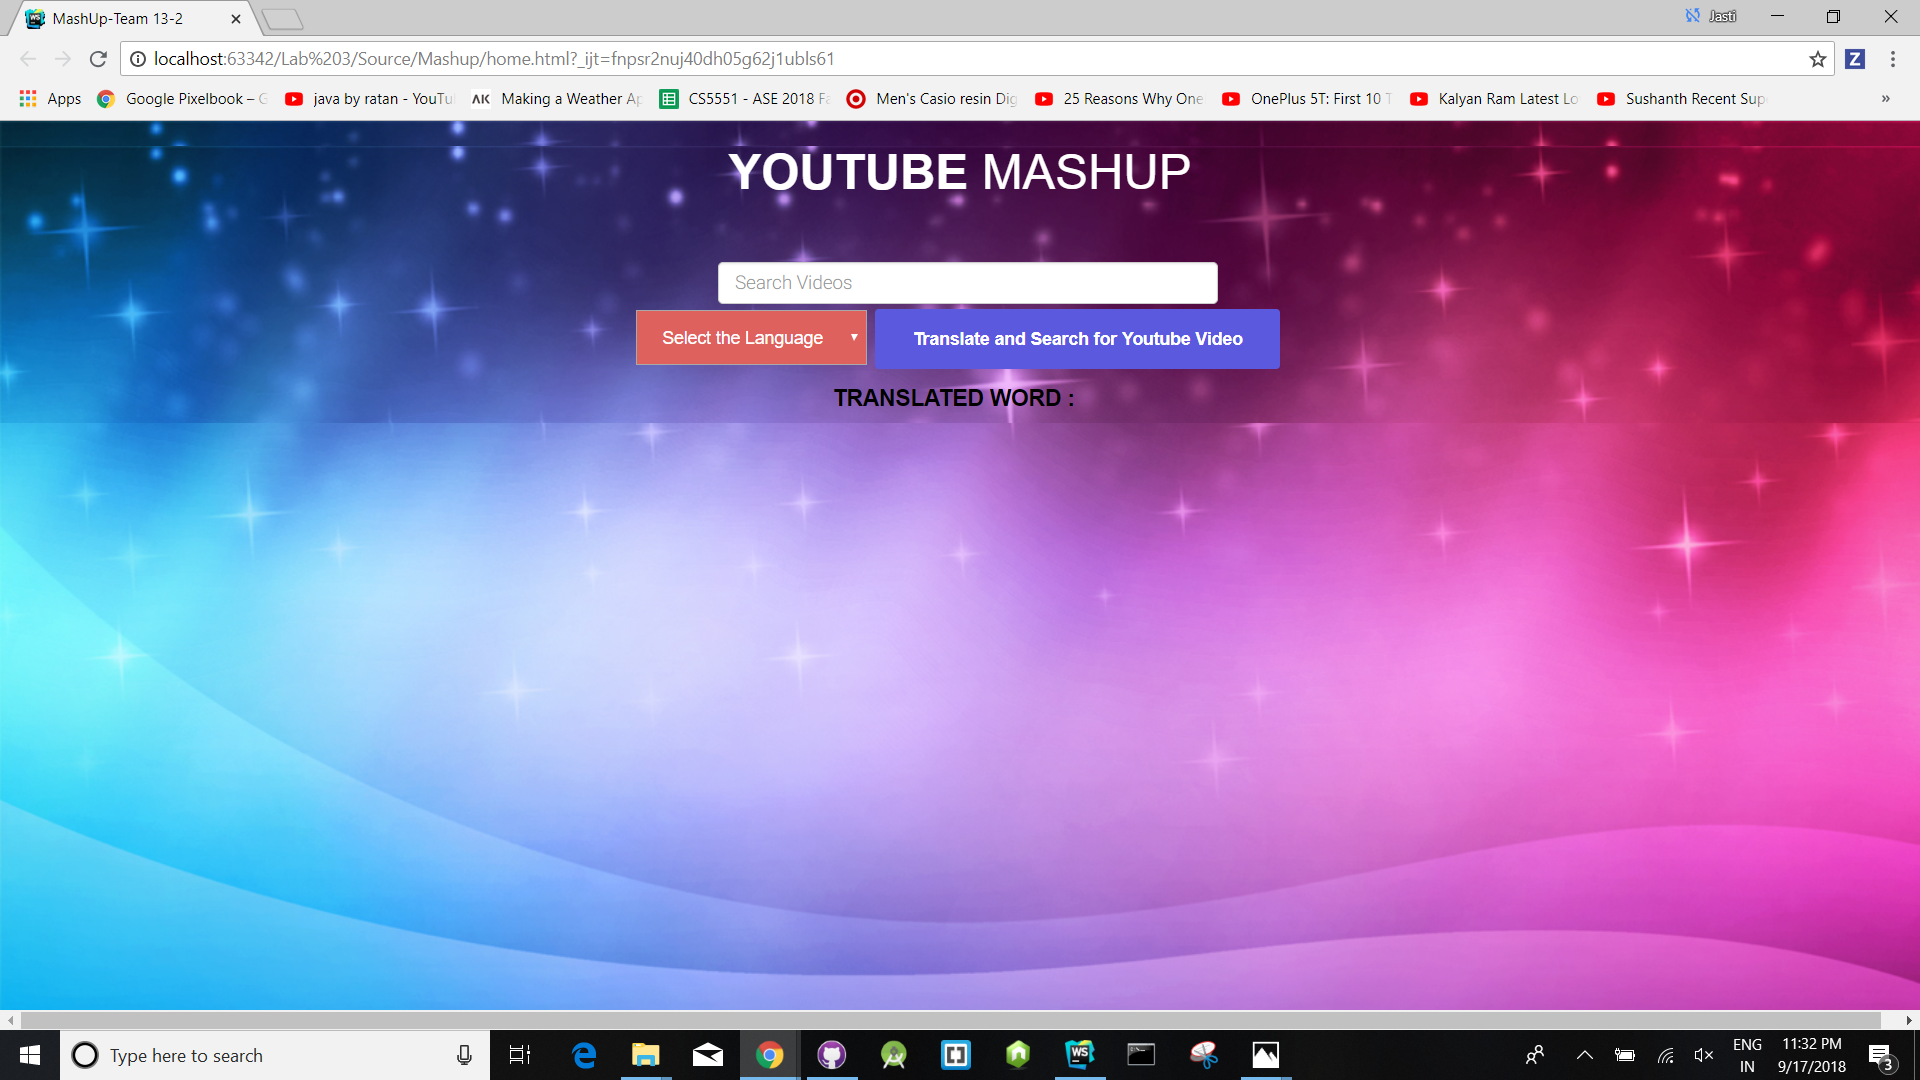 MashUp-Team 13-2
Jasti
localhost:63342/Lab%203/Source/Mashup/home.html?_ijt=fnpsr2nuj40dh05g62j1ubls61
Z
Apps Google Pixelbook – G java by ratan - YouTu Making a Weather Ap CS5551 - ASE 2018 Fa Men's Casio resin Dig 25 Reasons Why One OnePlus 5T: First 10 T Kalyan Ram Latest Lo Sushanth Recent Sup »
YOUTUBE MASHUP
Search Videos
Select the Language Translate and Search for Youtube Video
TRANSLATED WORD :
Type here to search
WS
ENG
IN
11:32 PM
9/17/2018
3